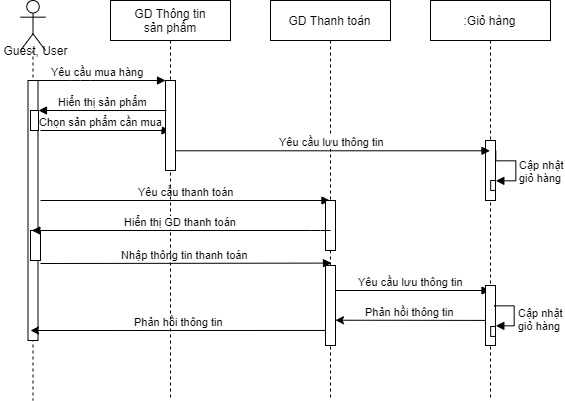 GD Thông tin
sản phẩm
GD Thanh toán
:Giỏ hàng
Guest, User
Yêu cầu mua hàng
Hiển thị sản phẩm
Chọn sản phẩm cần mua
Yêu cầu lưu thông tin
Cập nhật
giỏ hàng
Yêu cầu thanh toán
Hiển thị GD thanh toán
Nhập thông tin thanh toán
Yêu cầu lưu thông tin
Phản hồi thông tin
Cập nhật
giỏ hàng
Phản hồi thông tin